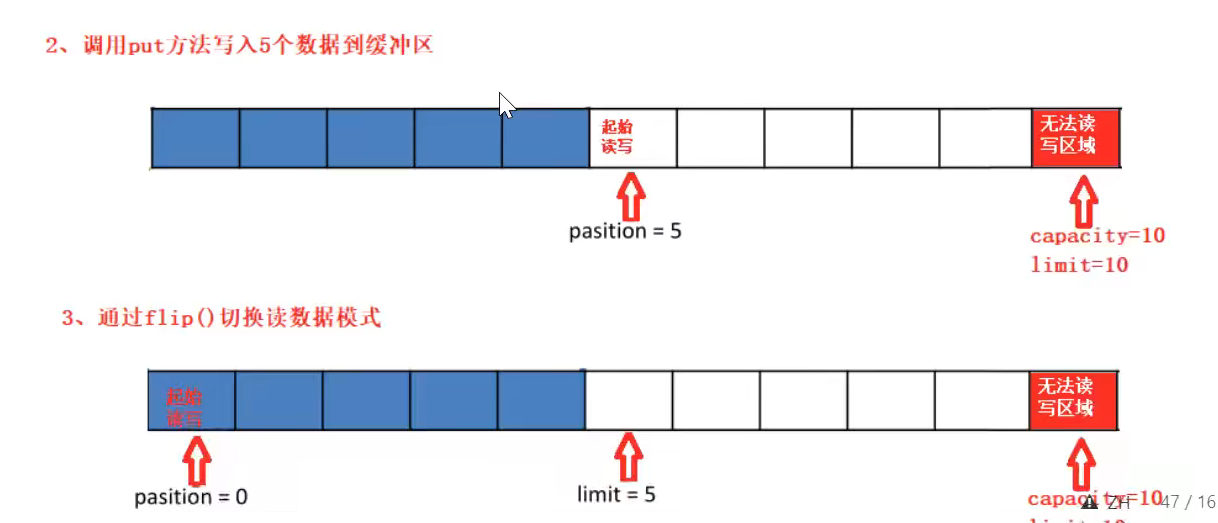 2、调用put方法写入5个数据到缓冲区
起始
读写
无法读
写区域
pasition = 5
capacity=10
limit=10
3、通过flip()切换读数据模式
起始
读写
无法读
写区域
pasition = 0
limit = 5
capacity=10
ZH
47 / 16